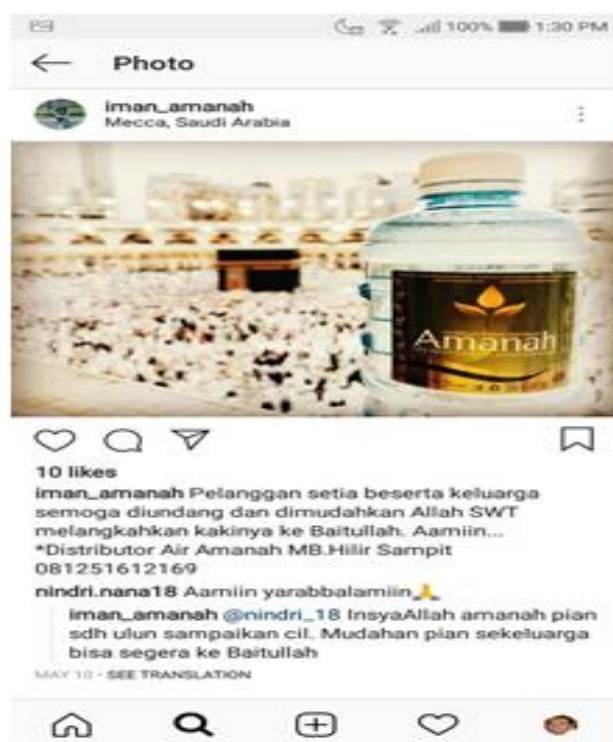 100% 1:30 PM
Photo
iman_amanah
Mecca, Saudi Arabia
Amanah
10 likes
iman_amanah Pelanggan setia beserta keluarga
semoga diundang dan dimudahkan Allah SWT
melangkahkan kakinya ke Baitullah. Aamiin...
*Distributor Air Amanah MB.Hilir Sampit
081251612169
nindri.nana18 Aamiin yarabbalamiin🙏
iman_amanah @nindri_18 InsyaAllah amanah pian
sdh ulun sampaikan cil. Mudahan pian sekeluarga
bisa segera ke Baitullah
MAY 10 - SEE TRANSLATION